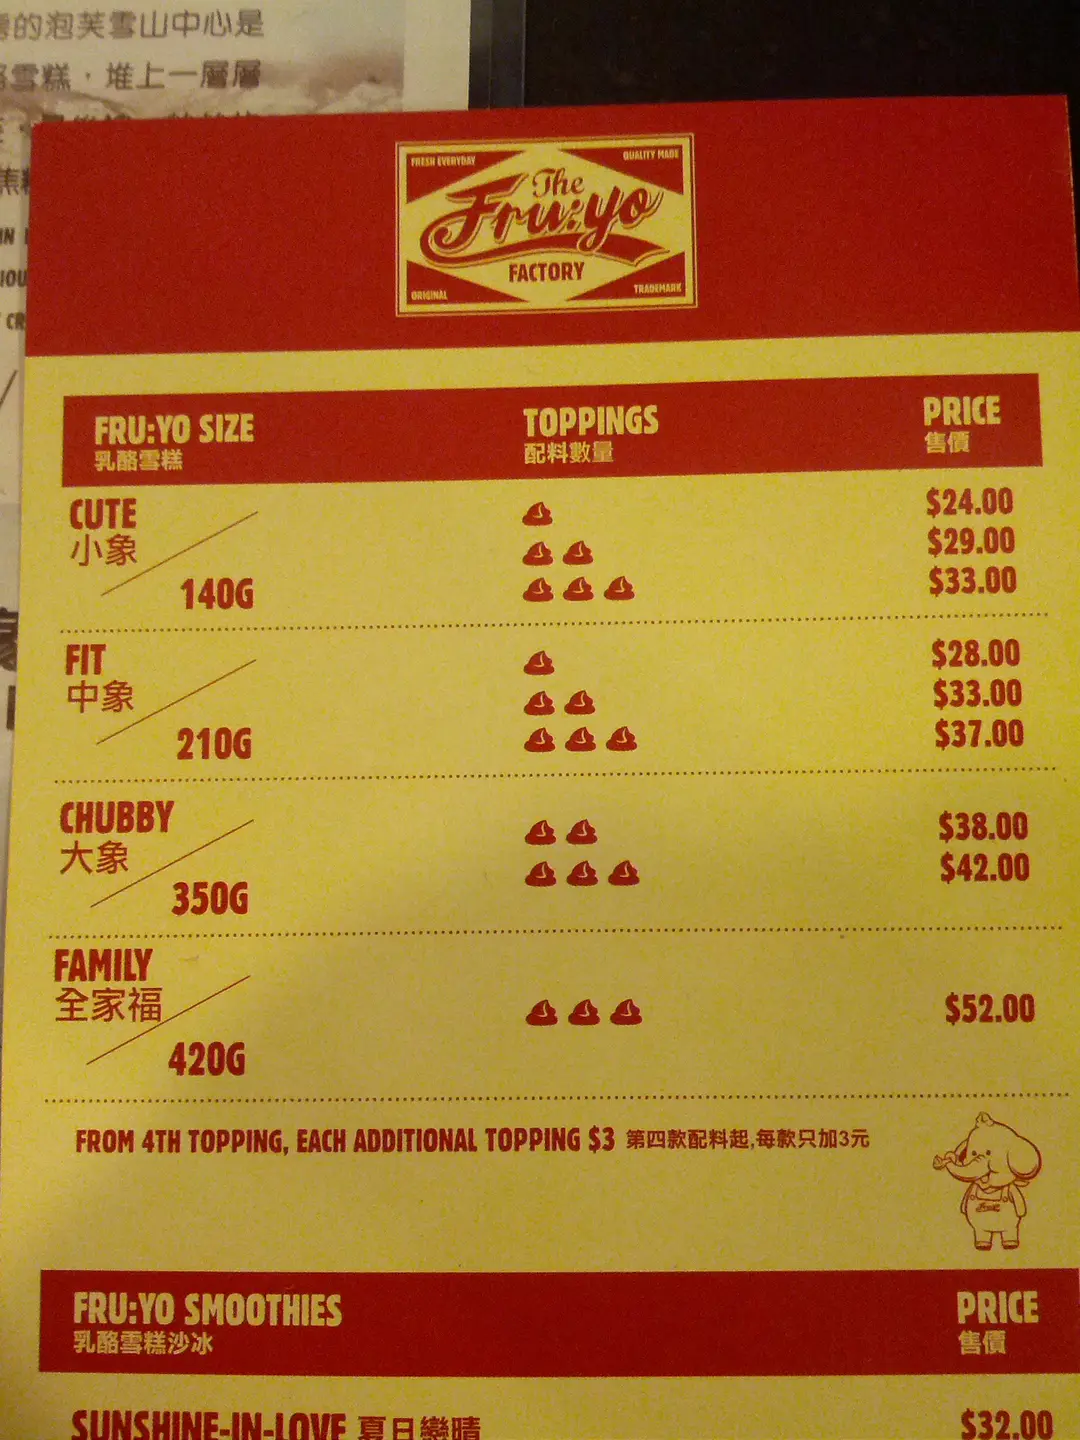 的泡芙雪山中心是
雪糕，堆上一層層
FRESH EVERYDAY
QUALITY MADE
The
Fru:yo
FACTORY
ORIGINAL
TRADEMARK
FRU:YO SIZE TOPPINGS PRICE
乳酪雪糕 配料數量 售價
CUTE
小象
140G
$24.00
$29.00
$33.00
FIT
中象
210G
$28.00
$33.00
$37.00
CHUBBY
大象
350G
$38.00
$42.00
FAMILY
全家福
420G
$52.00
FROM 4TH TOPPING, EACH ADDITIONAL TOPPING $3 第四款配料起,每款只加3元
FRU:YO SMOOTHIES PRICE
乳酪雪糕沙冰 售價
SUNSHINE-IN-LOVE 夏日戀晴 $32.00